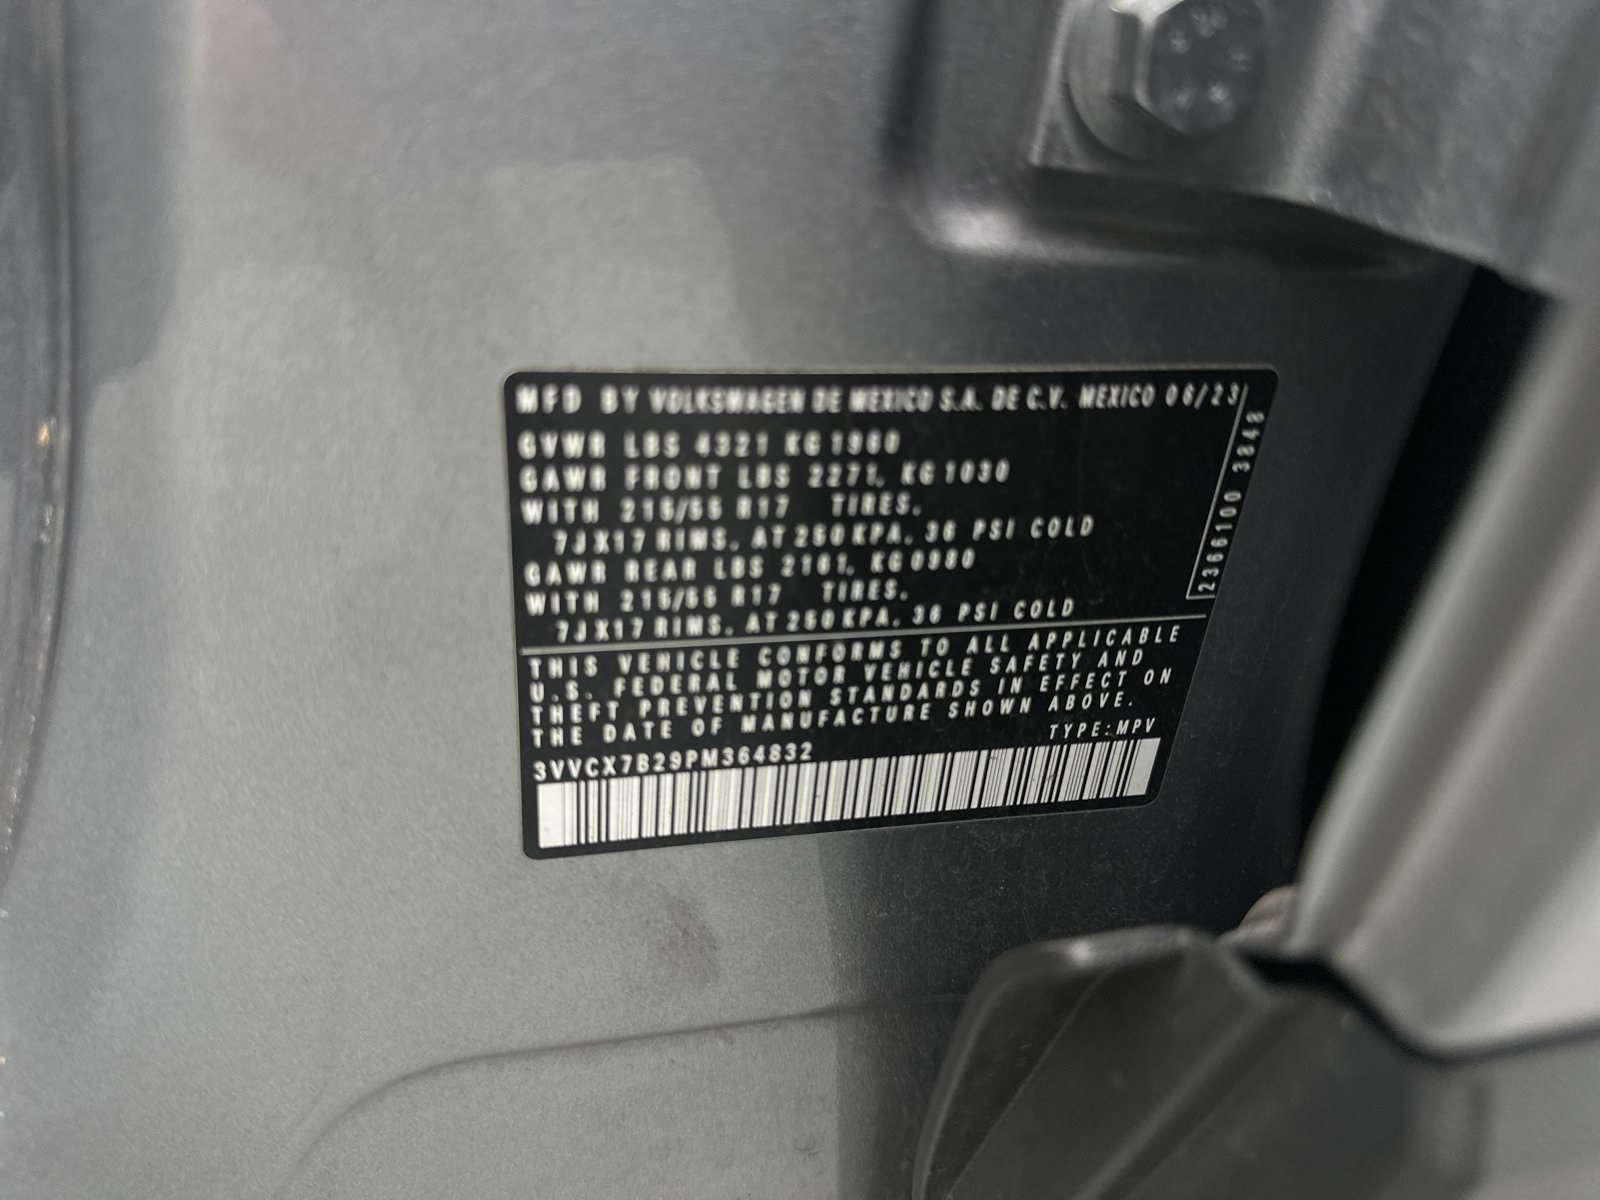 MFD BY VOLKSWAGEN DE MEXICO S.A. DE C.V. MEXICO 06/23
GVWR LBS 4321 KG 1960
GAWR FRONT LBS 2271, KG 1030
WITH 215/55 R17 TIRES.
7J X17 RIMS. AT 250 KPA. 36 PSI COLD
GAWR REAR LBS 2161, KG 0980
WITH 215/55 R17 TIRES.
7J X17 RIMS. AT 250 KPA. 36 PSI COLD
2366100 3848
THIS VEHICLE CONFORMS TO ALL APPLICABLE
U.S. FEDERAL MOTOR VEHICLE SAFETY AND
THEFT PREVENTION STANDARDS IN EFFECT ON
THE DATE OF MANUFACTURE SHOWN ABOVE.
TYPE: MPV
3VVCX7B29PM364832